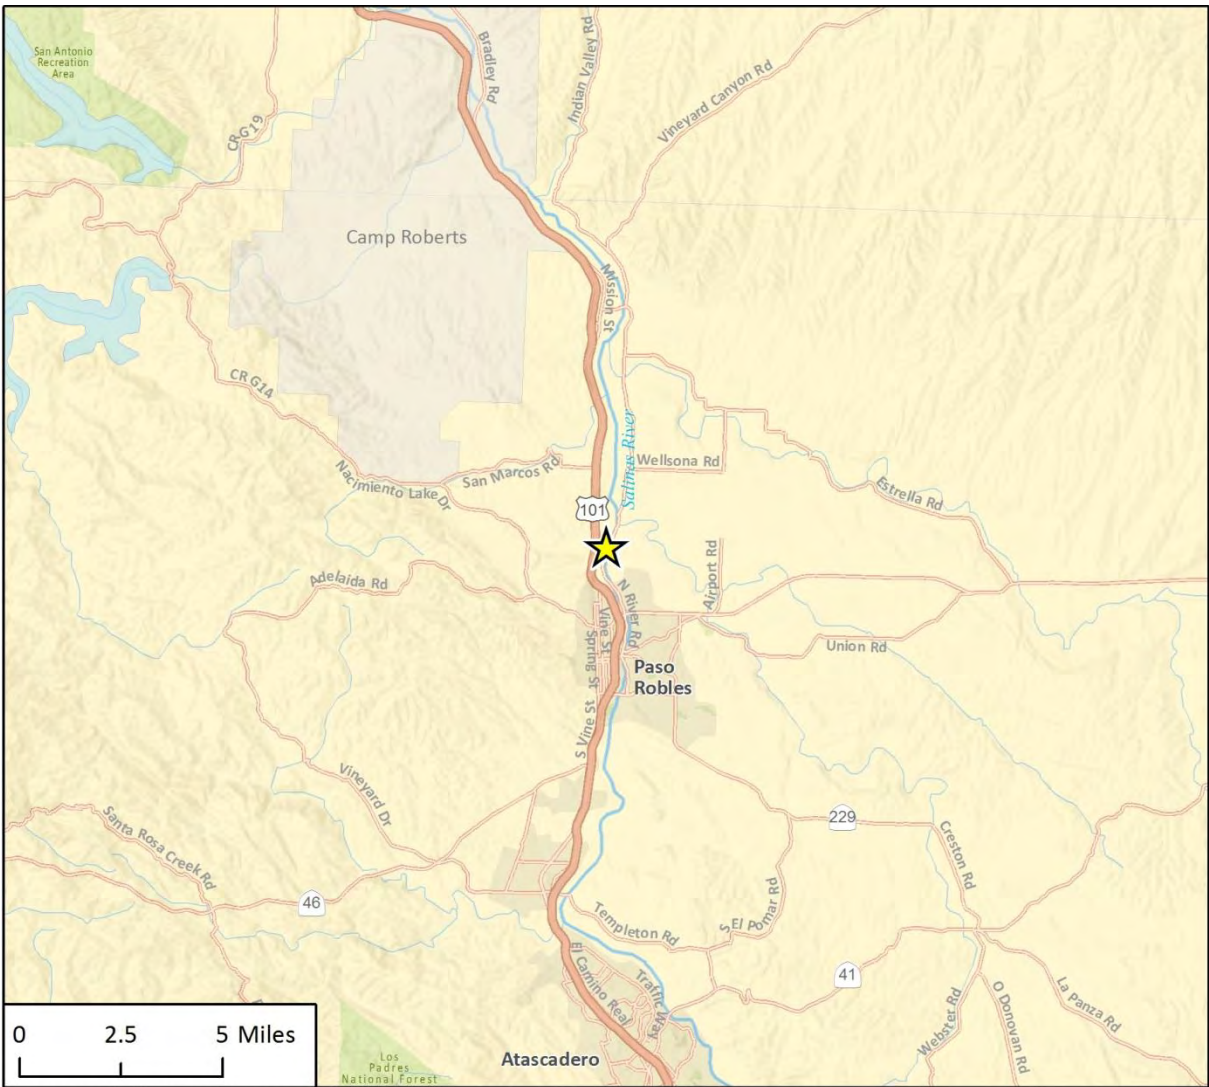 San Antonio
Recreation
Area
Bradley Rd
Indian Valley Rd
Vineyard Canyon Rd
CR G19
Camp Roberts
Mission St
CR G14
Salinas River
Nacimiento Lake Dr
San Marcos Rd
Wellsona Rd
Estrella Rd
101
Airport Rd
Adelaida Rd
N River Rd
Vine St
Spring St
Union Rd
Paso
Robles
S Vine St
Vineyard Dr
229
Creston Rd
Santa Rosa Creek Rd
46
Templeton Rd
S El Pomar Rd
41
El Camino Real
Traffic Way
La Panza Rd
Webster Rd
O Donovan Rd
0 2.5 5 Miles
Los
Padres
National Forest
Atascadero